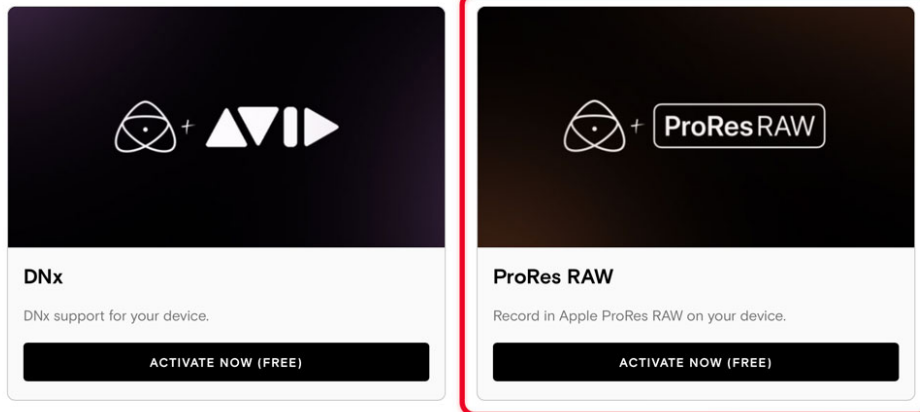 AVID
ProRes RAW
DNx
DNx support for your device.
ACTIVATE NOW (FREE)
ProRes RAW
Record in Apple ProRes RAW on your device.
ACTIVATE NOW (FREE)